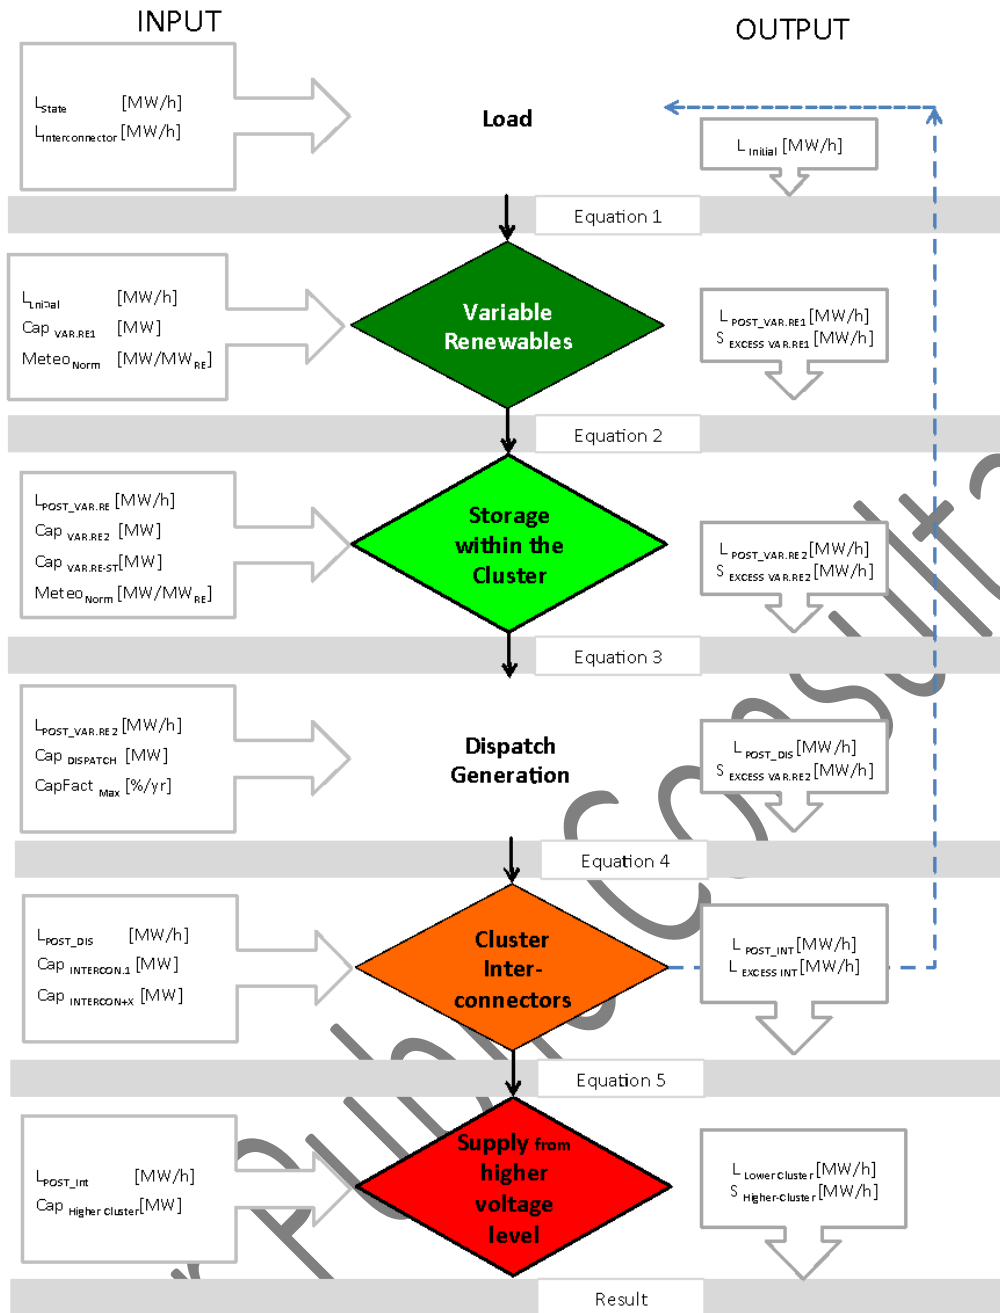 INPUT
OUTPUT
L State [MW/h]
L Interconnector [MW/h]
Load
L Initial [MW/h]
Equation 1
L Initial [MW/h]
Cap VAR.RE1 [MW]
Meteo Norm [MW/MW RE]
Variable
Renewables
L POST_VAR.RE1 [MW/h]
S EXCESS VAR.RE1 [MW/h]
Equation 2
L POST_VAR.RE [MW/h]
Cap VAR.RE2 [MW]
Cap VAR.RE-ST [MW]
Meteo Norm [MW/MW RE]
Storage
within the
Cluster
L POST_VAR.RE2 [MW/h]
S EXCESS VAR.RE2 [MW/h]
Equation 3
L POST_VAR.RE2 [MW/h]
Cap DISPATCH [MW]
CapFact Max [%/yr]
Dispatch
Generation
L POST_DIS [MW/h]
S EXCESS VAR.RE2 [MW/h]
Equation 4
L POST_DIS [MW/h]
Cap INTERCON.1 [MW]
Cap INTERCON+X [MW]
Cluster
Inter-
connectors
L POST_INT [MW/h]
L EXCESS INT [MW/h]
Equation 5
L POST_Int [MW/h]
Cap Higher Cluster [MW]
Supply from
higher
voltage
level
L Lower Cluster [MW/h]
S Higher-Cluster [MW/h]
Result